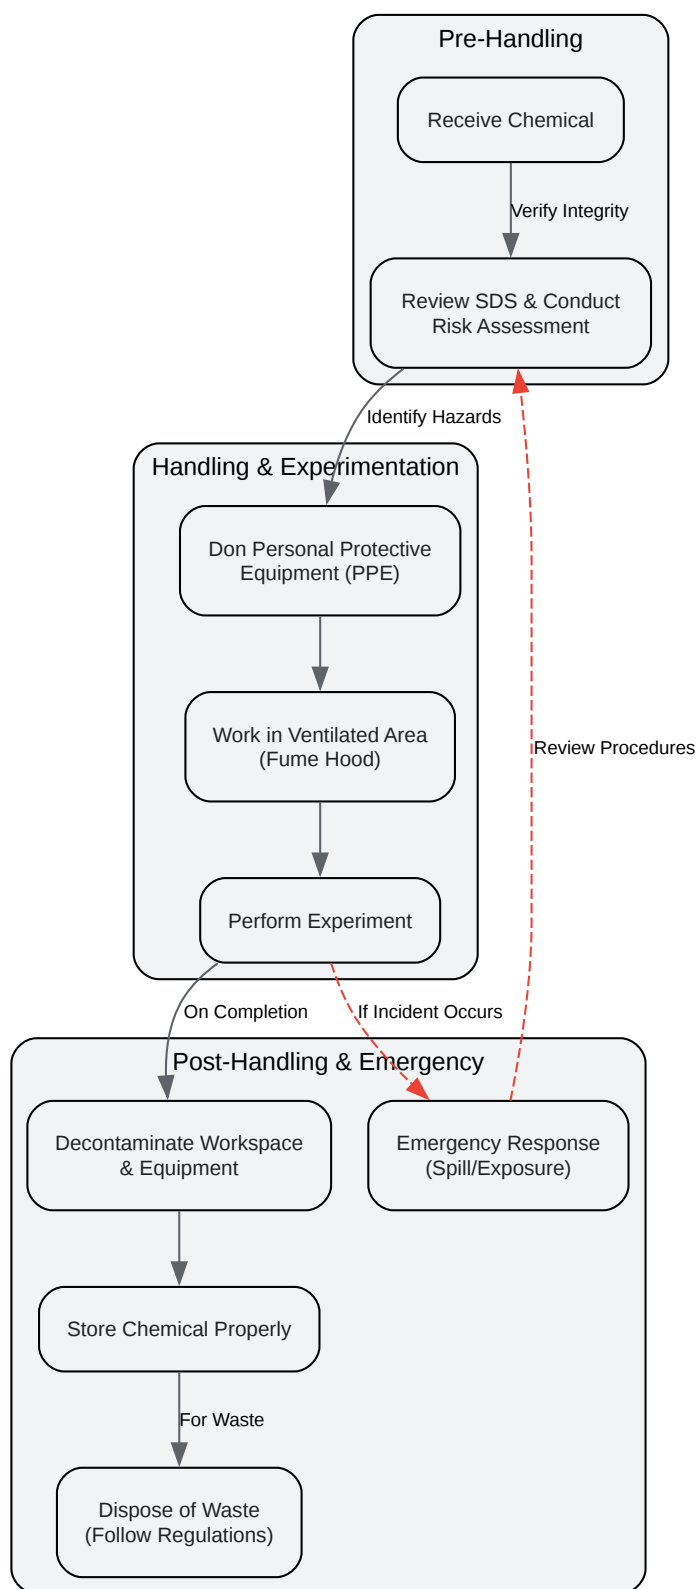 Pre-Handling
Receive Chemical
Verify Integrity
Review SDS & Conduct
Risk Assessment
Identify Hazards
Handling & Experimentation
Don Personal Protective
Equipment (PPE)
Work in Ventilated Area
(Fume Hood)
Review Procedures
Perform Experiment
On Completion
If Incident Occurs
Post-Handling & Emergency
Decontaminate Workspace
& Equipment
Emergency Response
(Spill/Exposure)
Store Chemical Properly
For Waste
Dispose of Waste
(Follow Regulations)